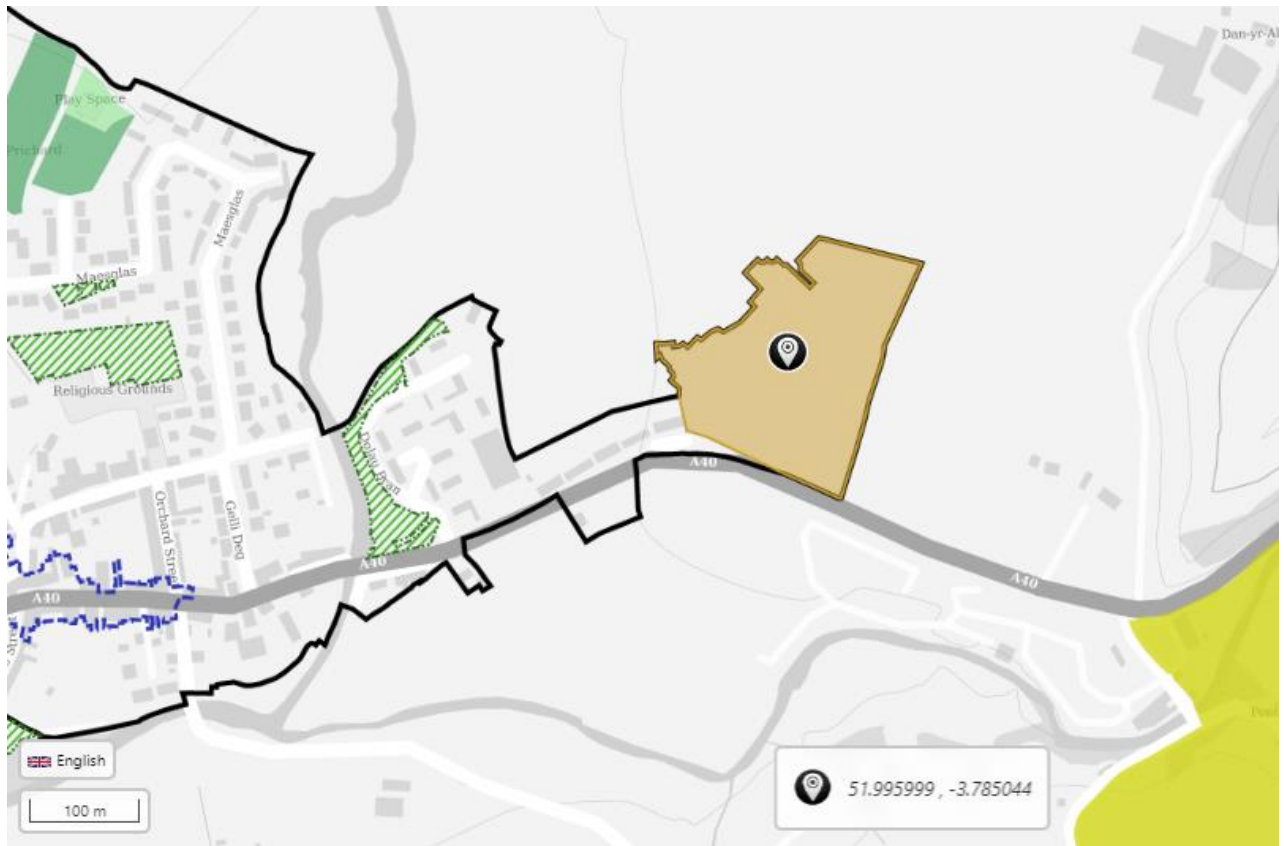 Dan-yr-Al
Play Space
Prichard
Maesglas
Maesglas
Religious Grounds
Dolau Bran
A40
Orchard Street
Gelli Deg
A40
A40
A40
Street
English
100 m
51.995999 , -3.785044